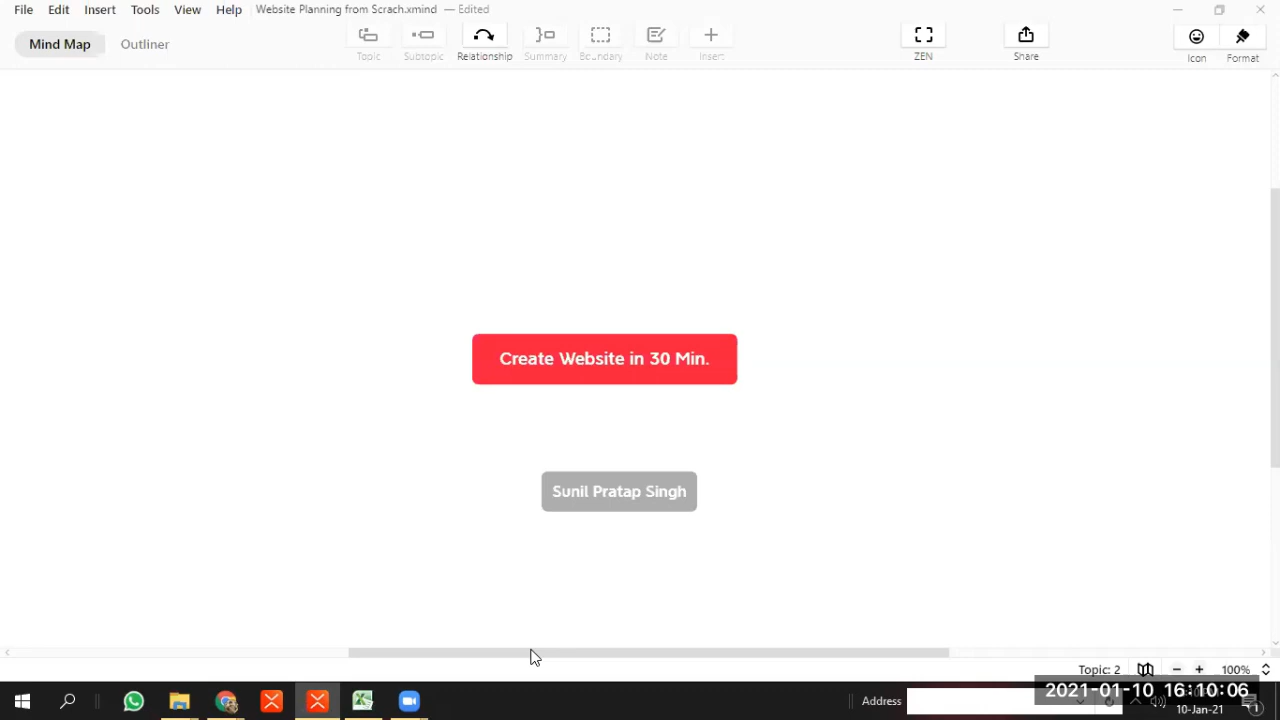 File Edit Insert Tools View Help Website Planning from Scrach.xmind — Edited
Mind Map Outliner
Topic Subtopic Relationship Summary Boundary Note Insert ZEN Share Icon Format
Create Website in 30 Min.
Sunil Pratap Singh
Topic: 2 100%
2021-01-10 16:10:06
Address
10-Jan-21
1